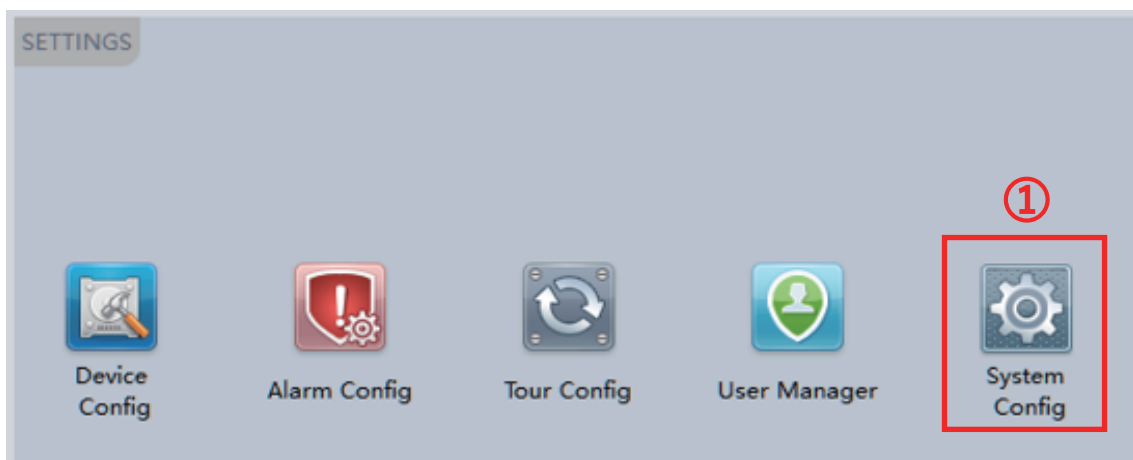 SETTINGS
①
Device
Config
Alarm Config
Tour Config
User Manager
System
Config